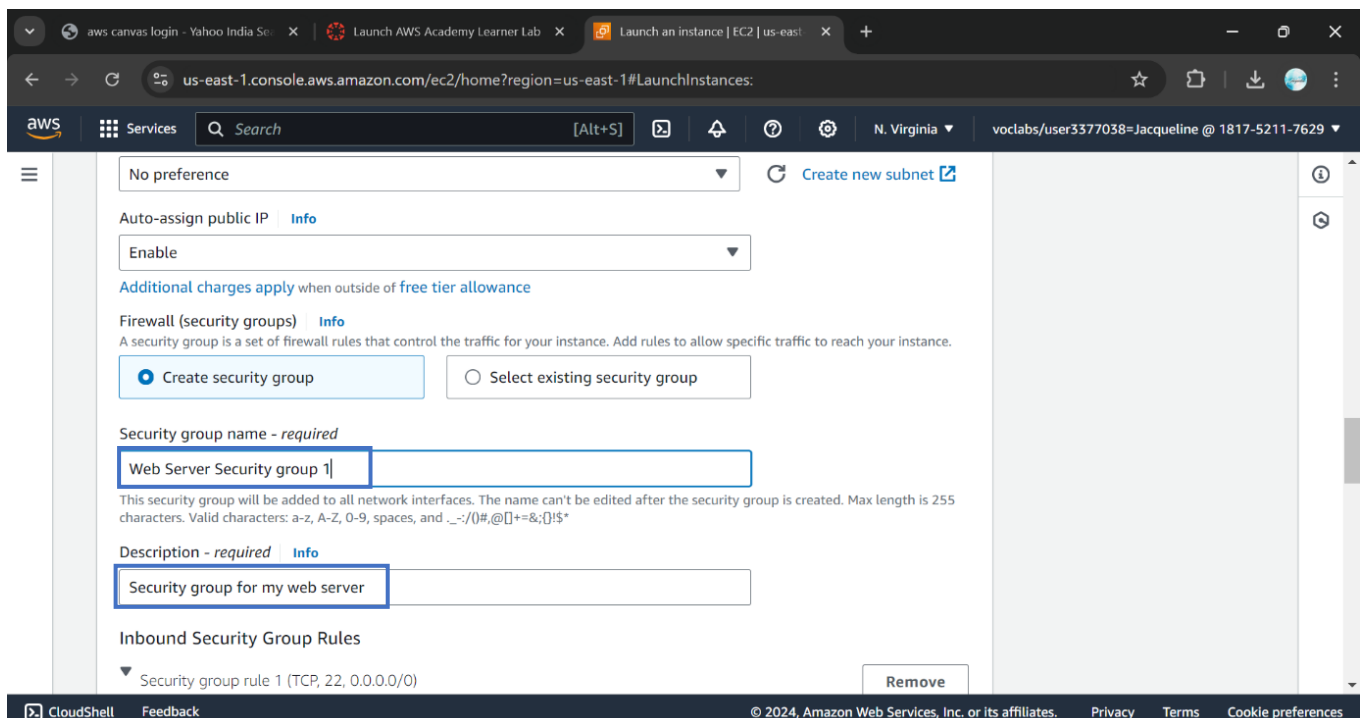 aws canvas login - Yahoo India Se
Launch AWS Academy Learner Lab
Launch an instance | EC2 | us-east
us-east-1.console.aws.amazon.com/ec2/home?region=us-east-1#LaunchInstances:
aws
Services
Search
[Alt+S]
N. Virginia
voclabs/user3377038=Jacqueline @ 1817-5211-7629
No preference
Create new subnet
Auto-assign public IP
Info
Enable
Additional charges apply when outside of free tier allowance
Firewall (security groups)
Info
A security group is a set of firewall rules that control the traffic for your instance. Add rules to allow specific traffic to reach your instance.
Create security group
Select existing security group
Security group name - required
Web Server Security group 1
This security group will be added to all network interfaces. The name can't be edited after the security group is created. Max length is 255
characters. Valid characters: a-z, A-Z, 0-9, spaces, and ._-:/()#,@[]+=&;{}!$*
Description - required
Info
Security group for my web server
Inbound Security Group Rules
Security group rule 1 (TCP, 22, 0.0.0.0/0)
Remove
CloudShell
Feedback
© 2024, Amazon Web Services, Inc. or its affiliates.
Privacy
Terms
Cookie preferences